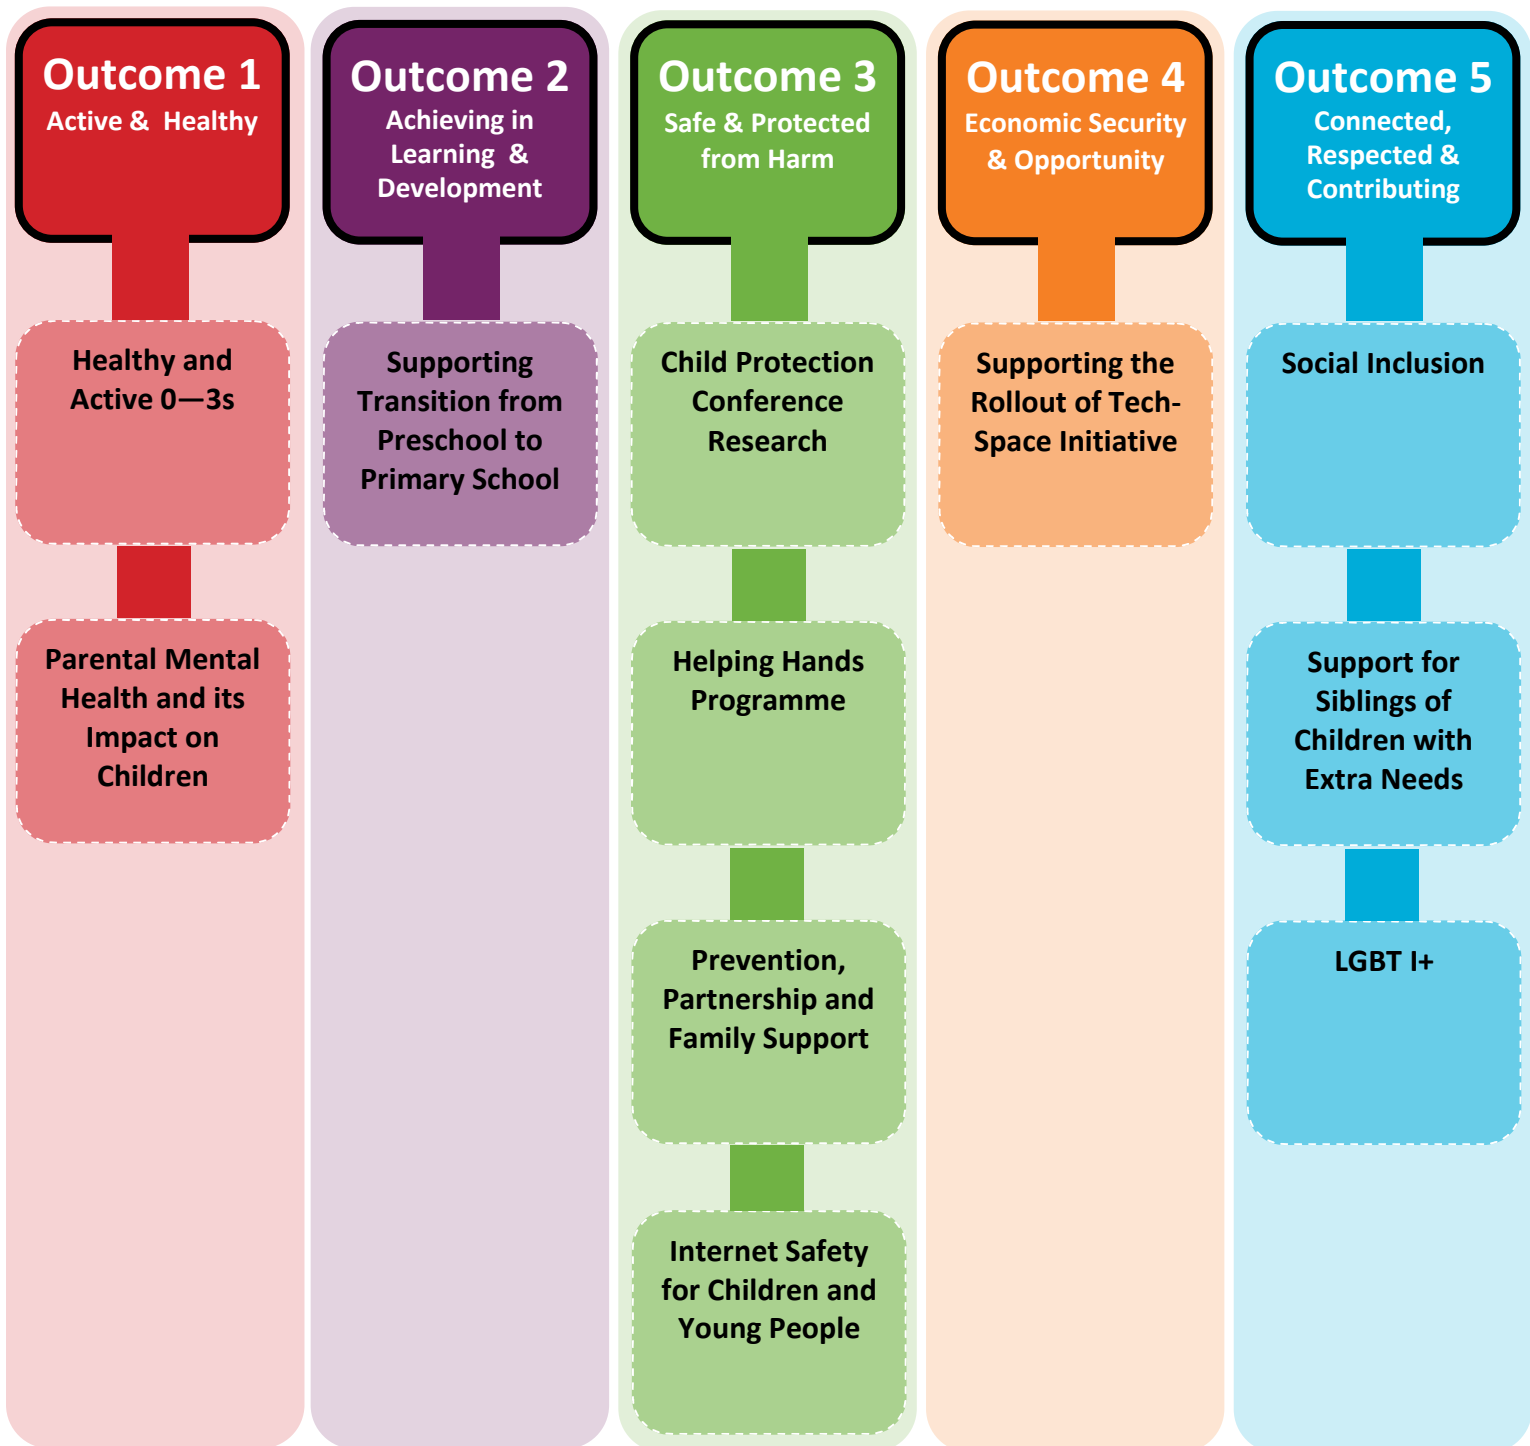 Outcome 1
Active &  Healthy
Healthy and
Active 0—3s
Parental Mental
Health and its
Impact on
Children
Outcome 2
Achieving in
Learning  &
Development
Supporting
Transition from
Preschool to
Primary School
Outcome 3
Safe & Protected
from Harm
Child Protection
Conference
Research
Helping Hands
Programme
Prevention,
Partnership and
Family Support
Internet Safety
for Children and
Young People
Outcome 4
Economic Security
& Opportunity
Supporting the
Rollout of Tech-
Space Initiative
Outcome 5
Connected,
Respected &
Contributing
Social Inclusion
Support for
Siblings of
Children with
Extra Needs
LGBT I+